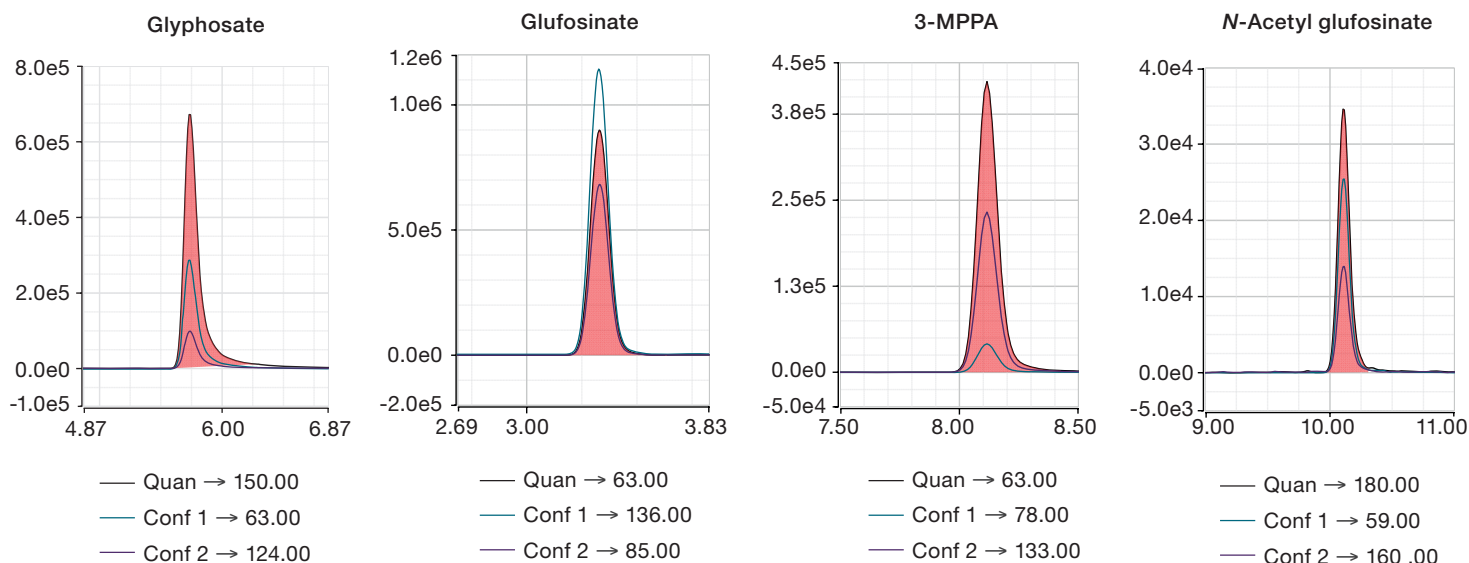 Glyphosate
8.0e5
6.0e5
4.0e5
2.0e5
0.0e0
-1.0e5
4.87 6.00 6.87
Quan → 150.00
Conf 1 → 63.00
Conf 2 → 124.00
Glufosinate
1.2e6
1.0e6
5.0e5
0.0e0
-2.0e5
2.69 3.00 3.83
Quan → 63.00
Conf 1 → 136.00
Conf 2 → 85.00
3-MPPA
4.5e5
3.8e5
2.5e5
1.3e5
0.0e0
-5.0e4
7.50 8.00 8.50
Quan → 63.00
Conf 1 → 78.00
Conf 2 → 133.00
N-Acetyl glufosinate
4.0e4
3.0e4
2.0e4
1.0e4
0.0e0
-5.0e3
9.00 10.00 11.00
Quan → 180.00
Conf 1 → 59.00
Conf 2 → 160 .00